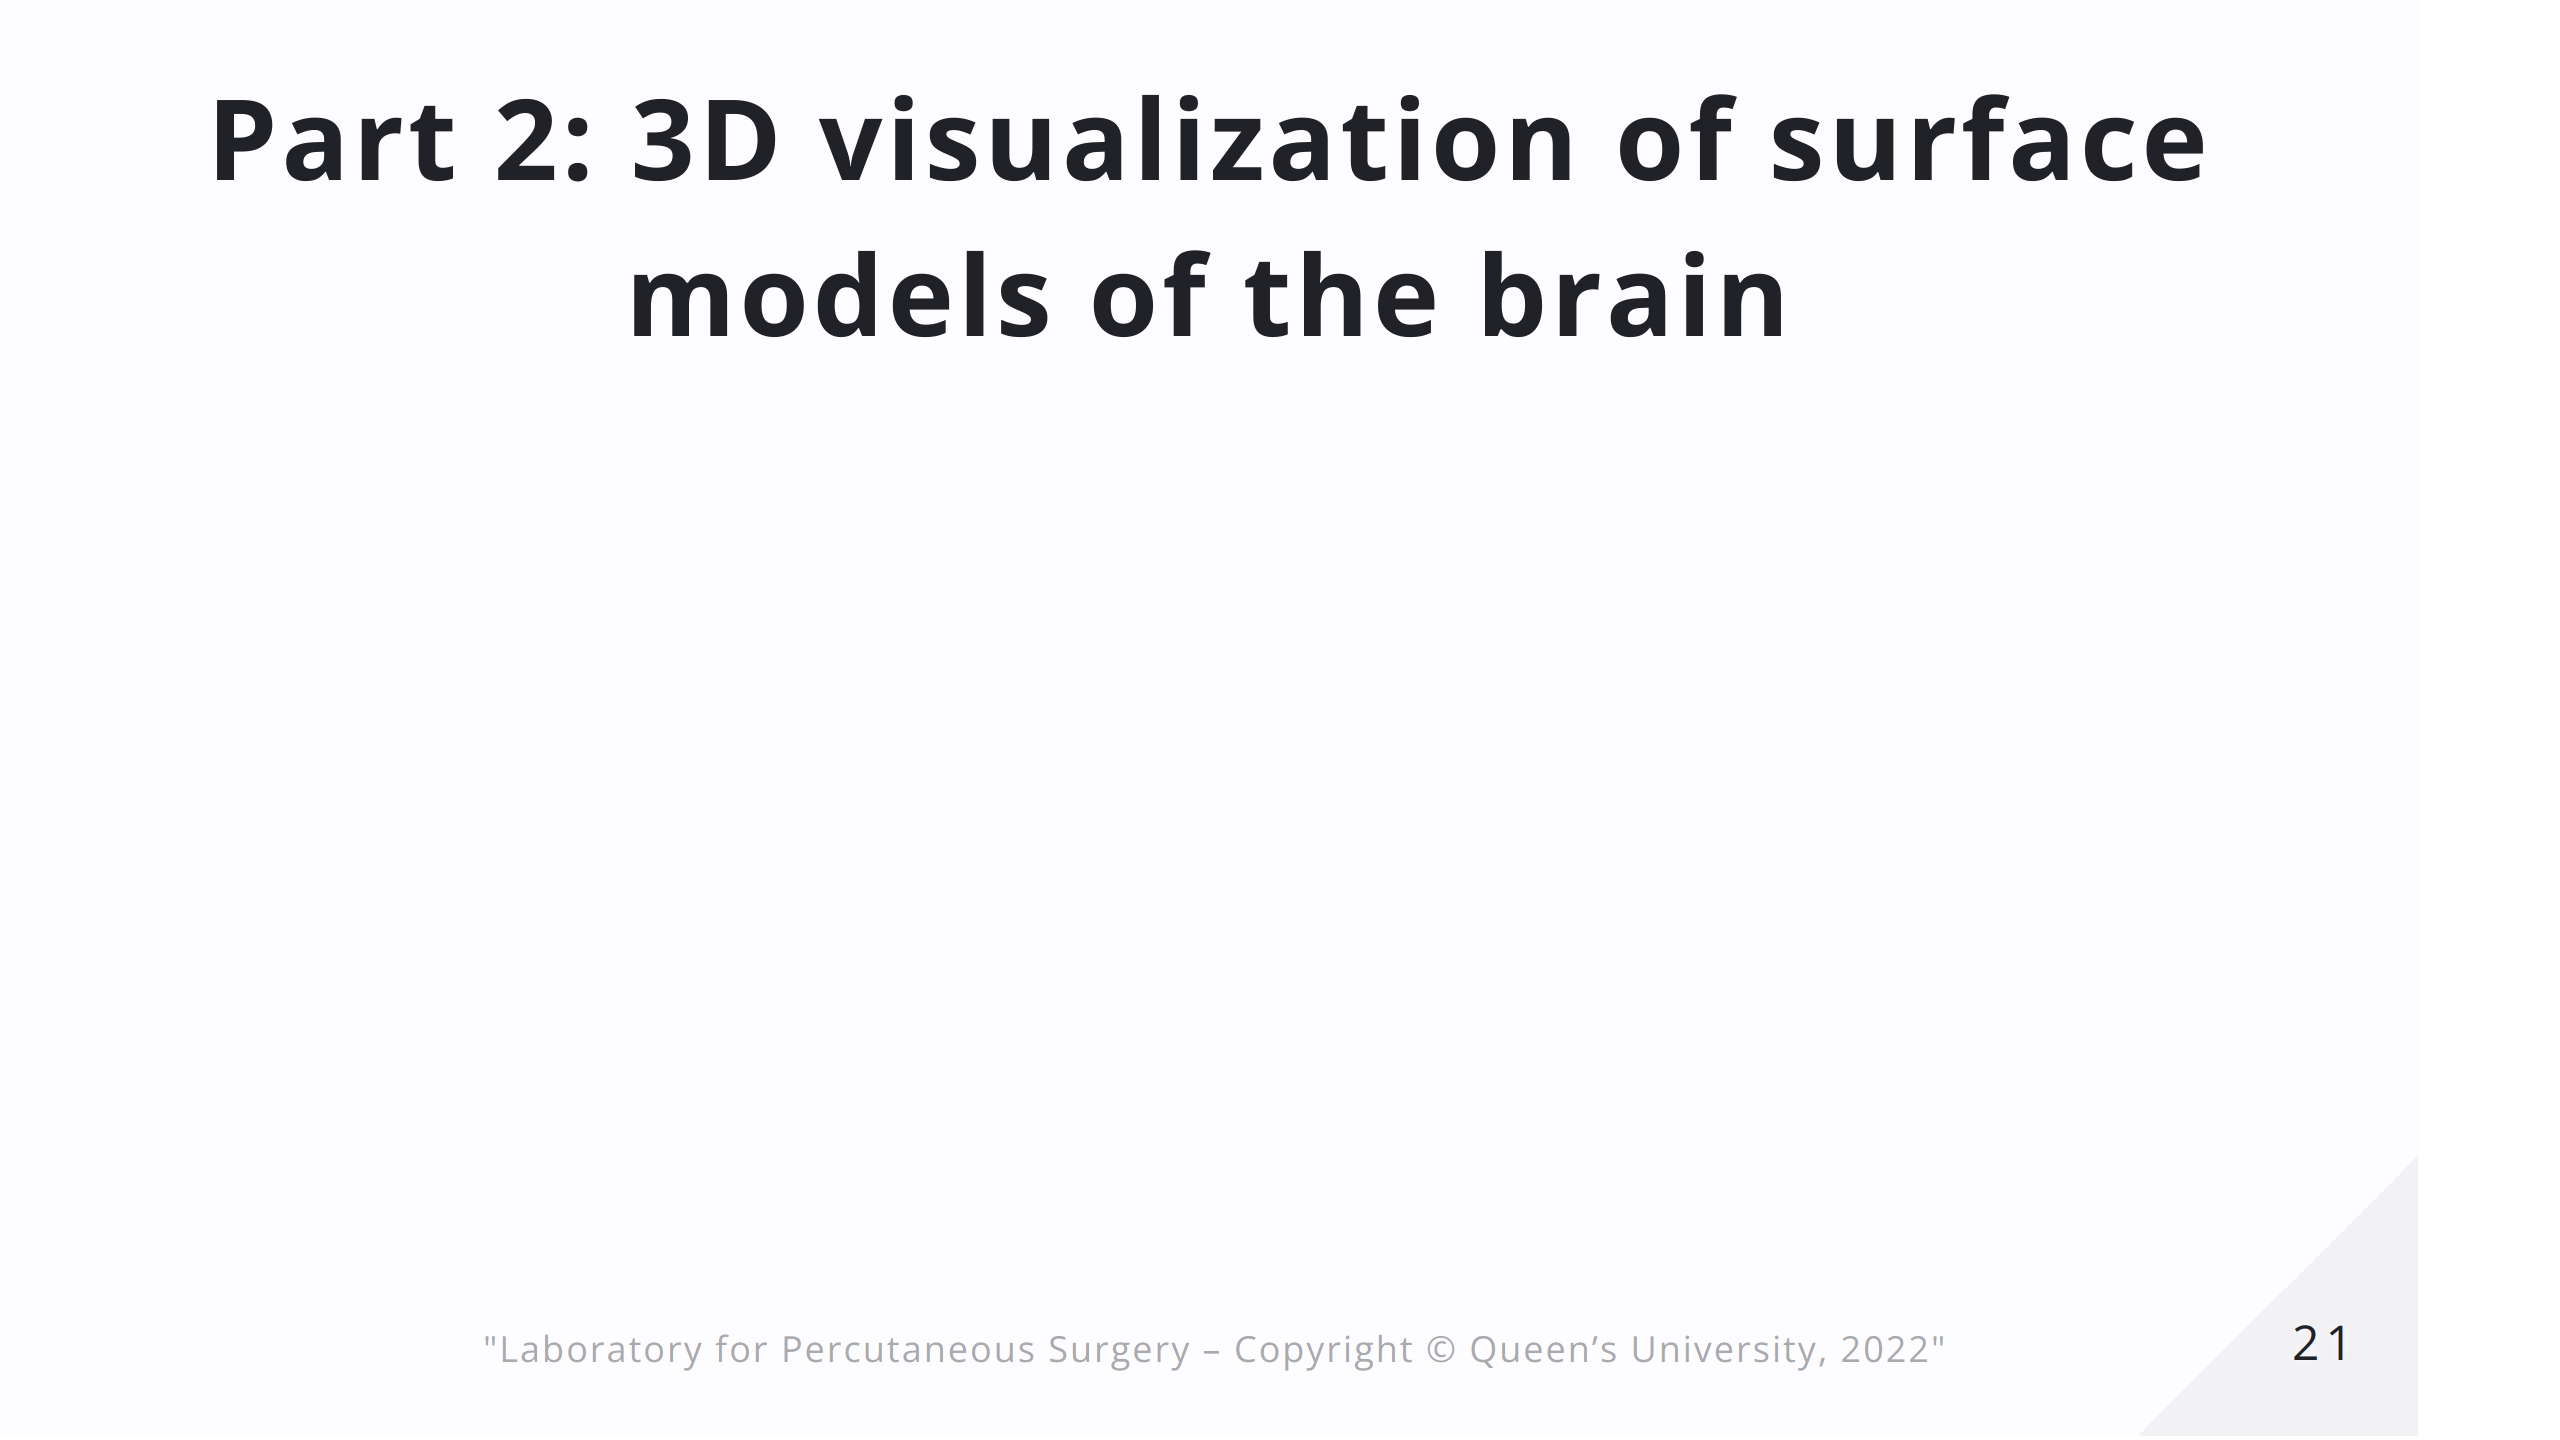 Part 2: 3D visualization of surface
models of the brain
"Laboratory for Percutaneous Surgery – Copyright © Queen’s University, 2022"
21